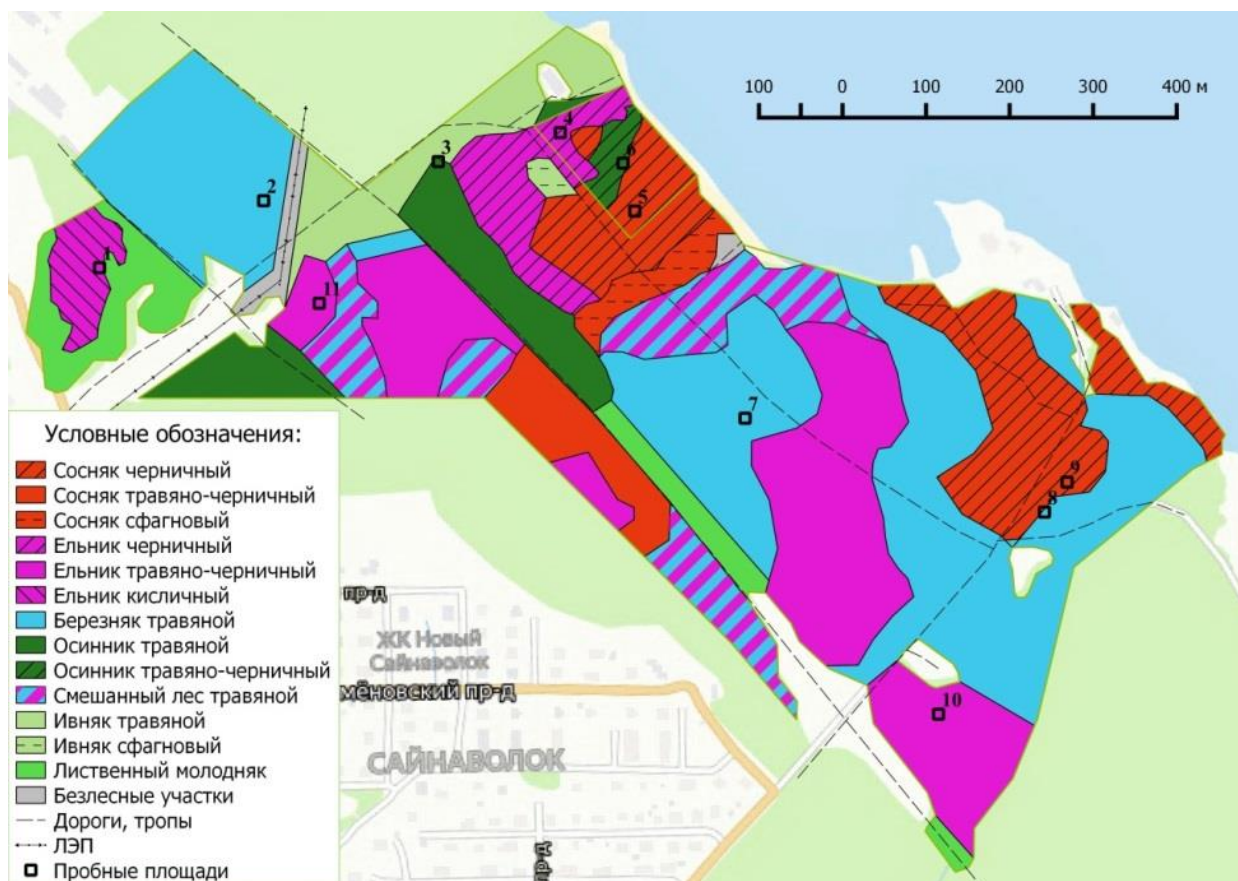 100 0 100 200 300 400 м
4
3
6
2
5
1
11
7
9
8
10
Условные обозначения:
Сосняк черничный
Сосняк травяно-черничный
Сосняк сфагновый
Ельник черничный
Ельник травяно-черничный
Ельник кисличный
Березняк травяной
Осинник травяной
Осинник травяно-черничный
Смешанный лес травяной
Ивняк травяной
Ивняк сфагновый
Лиственный молодняк
Безлесные участки
Дороги, тропы
ЛЭП
Пробные площади
пр-д
ЖК Новый
Сайнаволок
мёновский пр-д
САЙНАВОЛОК
пр-д